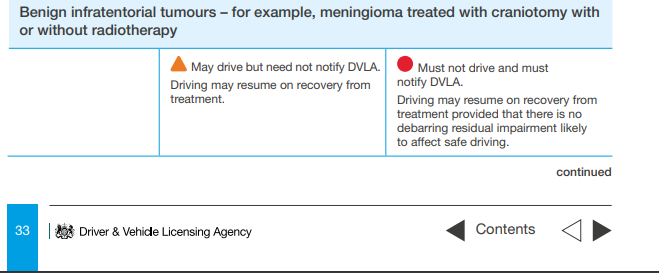 Benign infratentorial tumours – for example, meningioma treated with craniotomy with
or without radiotherapy
May drive but need not notify DVLA.
Driving may resume on recovery from
treatment.
Must not drive and must
notify DVLA.
Driving may resume on recovery from
treatment provided that there is no
debarring residual impairment likely
to affect safe driving.
continued
33
Driver & Vehicle Licensing Agency
Contents